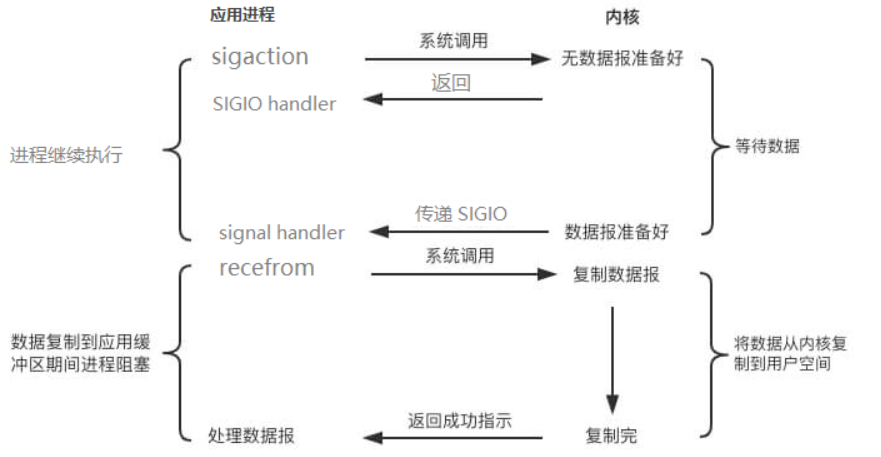 应用进程
内核
sigaction
系统调用
无数据报准备好
SIGIO handler
返回
进程继续执行
等待数据
signal handler
传递 SIGIO
数据报准备好
recefrom
系统调用
复制数据报
数据复制到应用缓
冲区期间进程阻塞
将数据从内核复
制到用户空间
处理数据报
返回成功指示
复制完